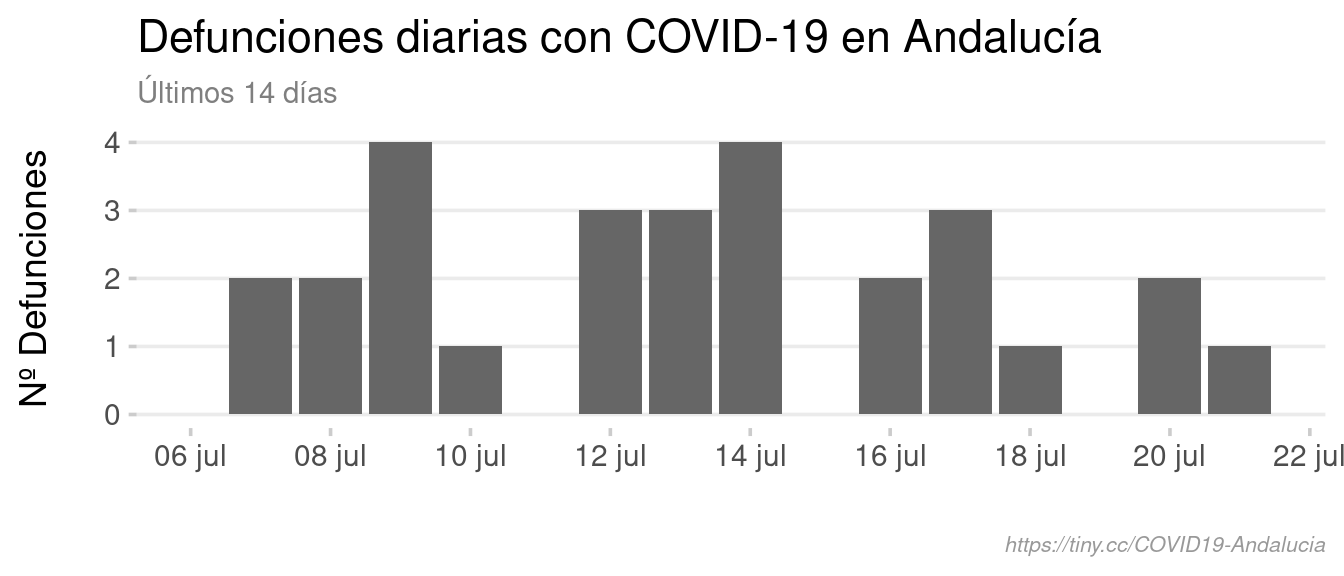 Defunciones diarias con COVID-19 en Andalucía
Últimos 14 días
Nº Defunciones
4
3
2
1
0
06 jul 08 jul 10 jul 12 jul 14 jul 16 jul 18 jul 20 jul 22 jul
https://tiny.cc/COVID19-Andalucia